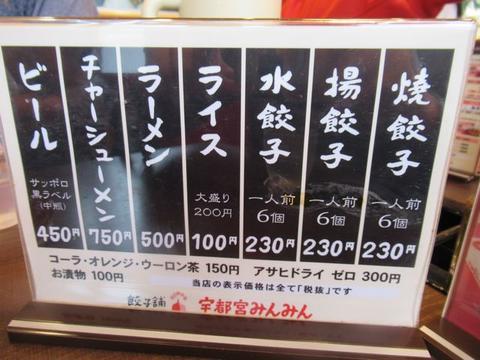 焼餃子
一人前
6個
230円
揚餃子
一人前
6個
230円
水餃子
一人前
6個
230円
ライス
大盛り
200円
100円
ラーメン
500円
チャーシューメン
750円
ビール
サッポロ
黒ラベル
(中瓶)
450円
コーラ・オレンジ・ウーロン茶 150円 アサヒドライ ゼロ 300円
お漬物 100円 当店の表示価格は全て「税抜」です
餃子舗 宇都宮みんみん